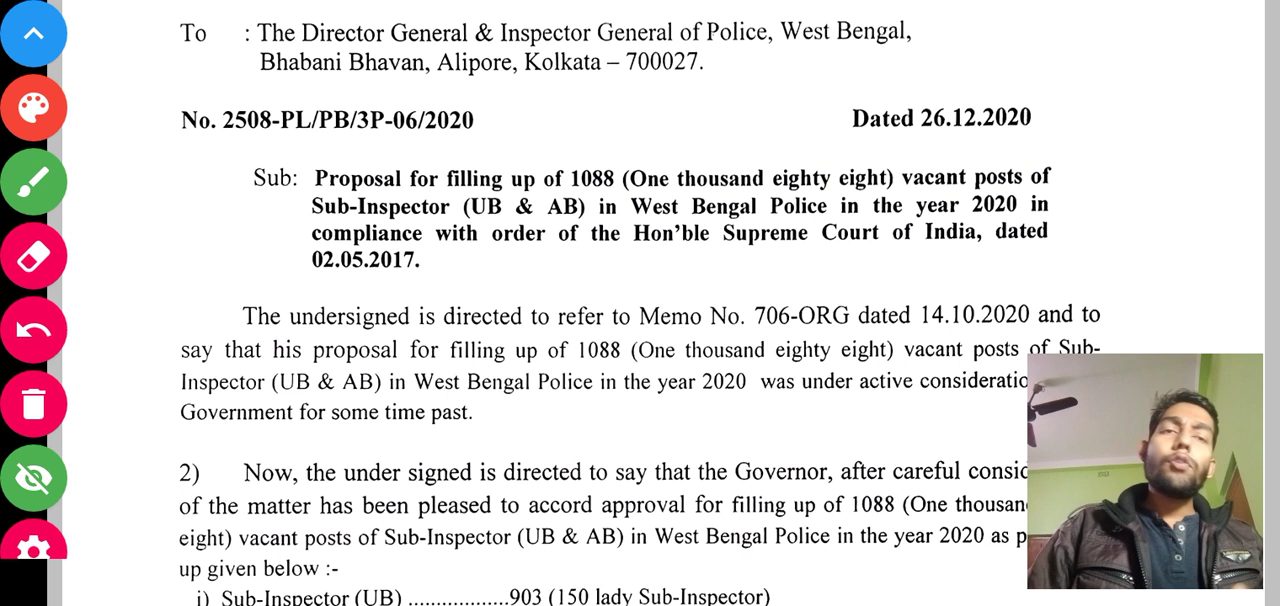 To : The Director General & Inspector General of Police, West Bengal,
Bhabani Bhavan, Alipore, Kolkata – 700027.
No. 2508-PL/PB/3P-06/2020 Dated 26.12.2020
Sub: Proposal for filling up of 1088 (One thousand eighty eight) vacant posts of
Sub-Inspector (UB & AB) in West Bengal Police in the year 2020 in
compliance with order of the Hon'ble Supreme Court of India, dated
02.05.2017.
The undersigned is directed to refer to Memo No. 706-ORG dated 14.10.2020 and to
say that his proposal for filling up of 1088 (One thousand eighty eight) vacant posts of Sub-
Inspector (UB & AB) in West Bengal Police in the year 2020 was under active
Government for some time past.
2) Now, the under signed is directed to say that the Governor, after careful
of the matter has been pleased to accord approval for filling up of 1088 (One
eight) vacant posts of Sub-Inspector (UB & AB) in West Bengal Police in the year 2020 as
up given below :-
i) Sub-Inspector (UB) ..................903 (150 lady Sub-Inspector)